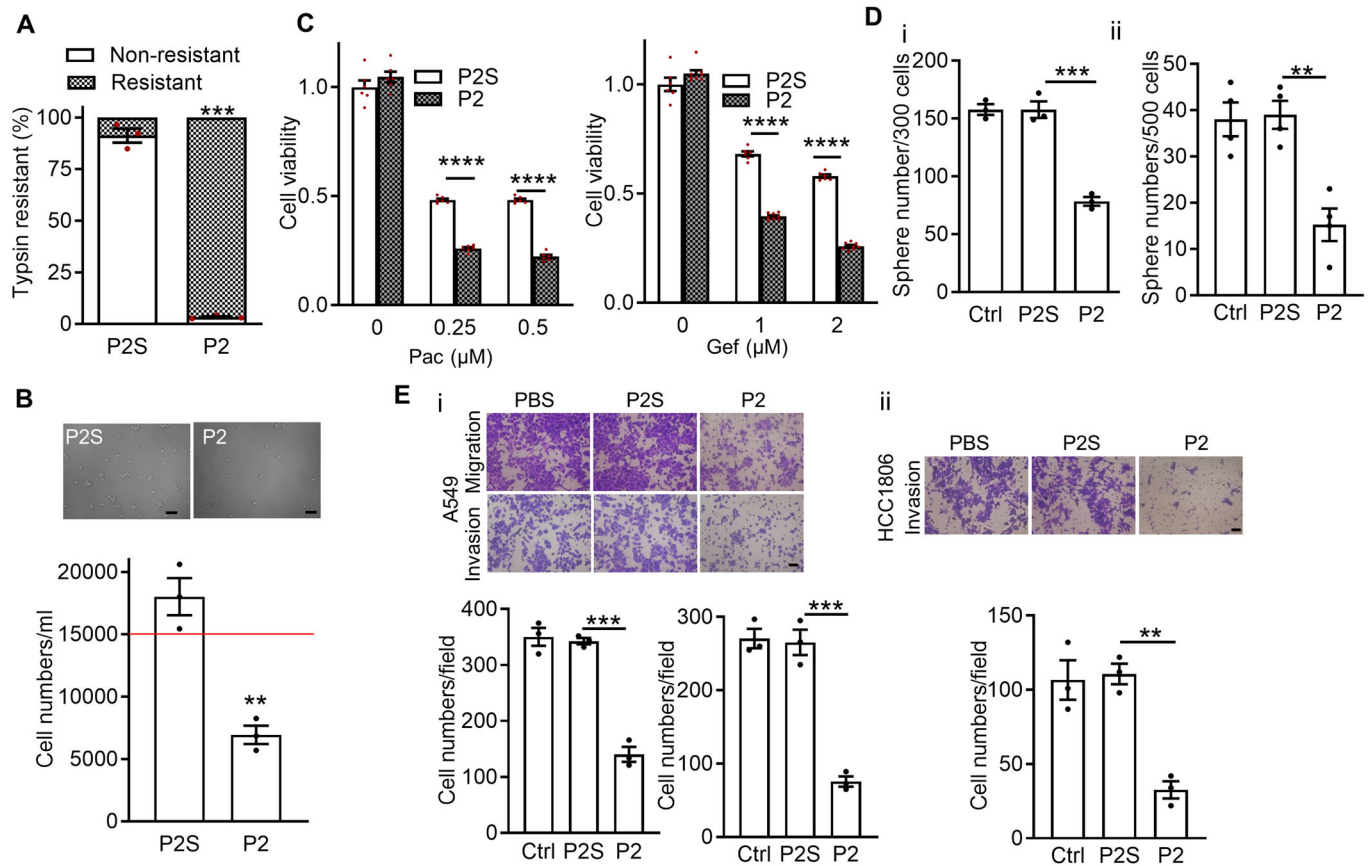 A
Non-resistant
Resistant
Typsin resistant (%)
100
75
50
25
0
***
P2S
P2
B
P2S
P2
Cell numbers/ml
20000
15000
10000
5000
0
**
P2S
P2
C
Cell viability
1.0
0.5
0.0
P2S
P2
****
****
0
0.25
0.5
Pac (µM)
Cell viability
1.0
0.5
0.0
P2S
P2
****
****
0
1
2
Gef (µM)
D
i
Sphere number/300 cells
200
150
100
50
0
***
Ctrl
P2S
P2
ii
Sphere numbers/500 cells
50
40
30
20
10
0
**
Ctrl
P2S
P2
E
i
PBS
P2S
P2
A549
Migration
Invasion
Cell numbers/field
400
300
200
100
0
***
Ctrl
P2S
P2
Cell numbers/field
300
200
100
0
***
Ctrl
P2S
P2
ii
PBS
P2S
P2
HCC1806
Invasion
Cell numbers/field
150
100
50
0
**
Ctrl
P2S
P2